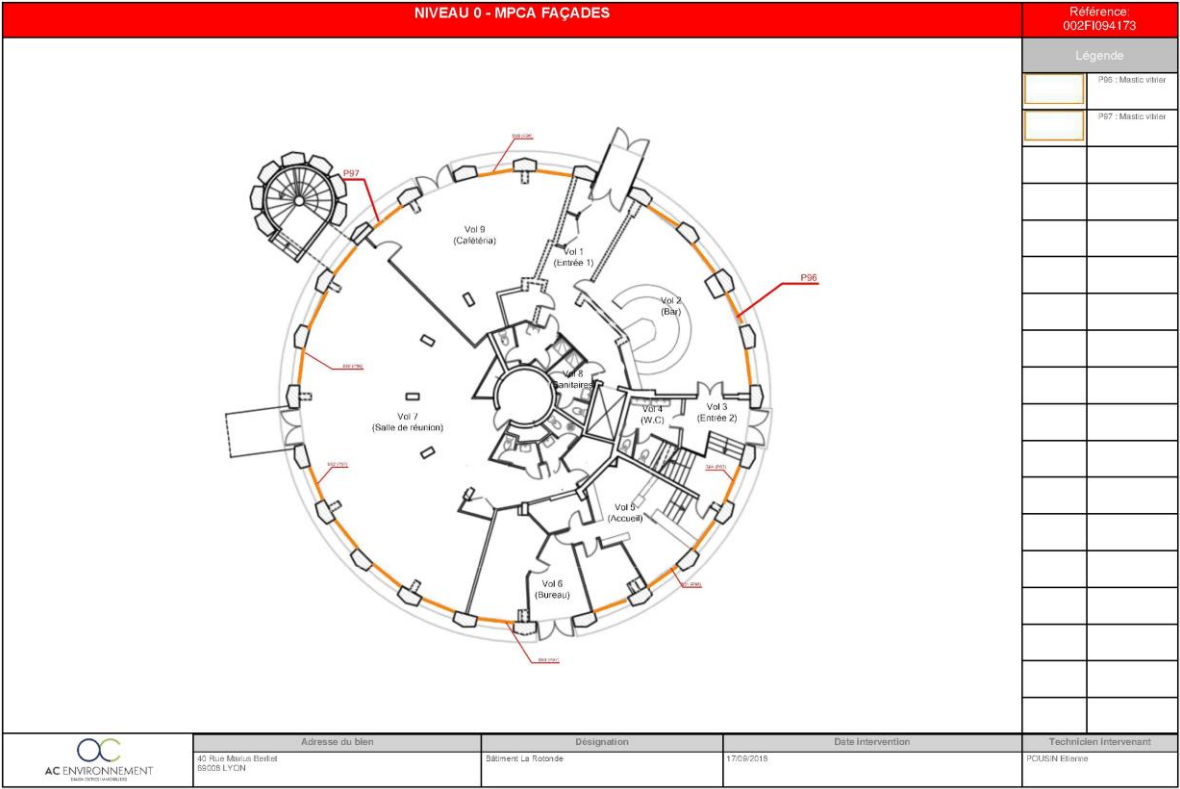 NIVEAU 0 - MPCA FAÇADES
Référence:
002FI094173
Légende
P96 : Mastic vitrier
P97 : Mastic vitrier
P97
P96
Vol 9
(Cafétéria)
Vol 1
(Entrée 1)
Vol 2
(Bar)
Vol 8
(Sanitaires)
Vol 4
(W.C)
Vol 3
(Entrée 2)
Vol 7
(Salle de réunion)
Vol 5
(Accueil)
Vol 6
(Bureau)
AC ENVIRONNEMENT
Adresse du bien
40 Rue Marius Berliet
69008 LYON
Désignation
Bâtiment La Rotonde
Date intervention
Technicien intervenant
POUSIN Etienne